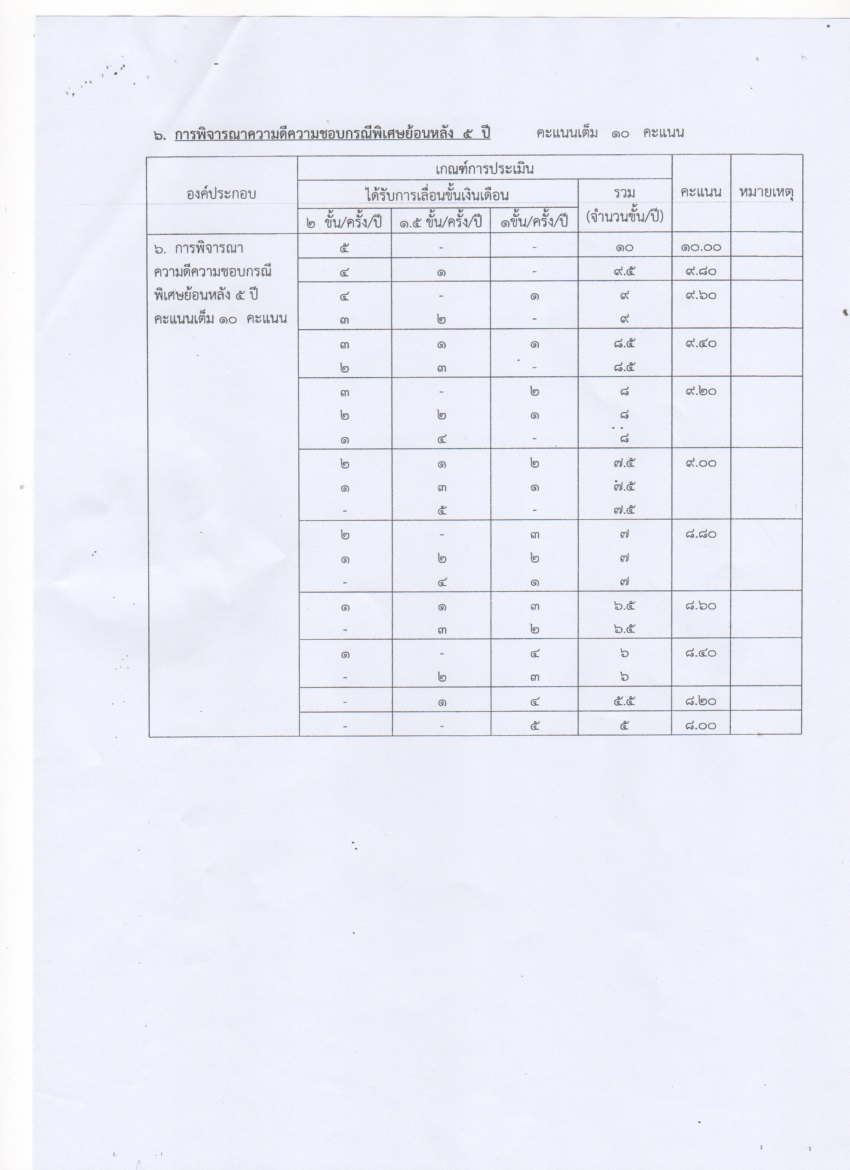 ๖. การพิจารณาความดีความชอบกรณีพิเศษย้อนหลัง ๕ ปี คะแนนเต็ม ๑๐ คะแนน
องค์ประกอบ เกณฑ์การประเมิน คะแนน หมายเหตุ
ได้รับการเลื่อนขั้นเงินเดือน รวม (จำนวนขั้น/ปี)
๒ ขั้น/ครั้ง/ปี ๑.๕ ขั้น/ครั้ง/ปี ๑ขั้น/ครั้ง/ปี
๖. การพิจารณา ๕ - - ๑๐ ๑๐.๐๐
ความดีความชอบกรณี ๔ ๑ - ๙.๕ ๙.๘๐
พิเศษย้อนหลัง ๕ ปี ๔ - ๑ ๙ ๙.๖๐
คะแนนเต็ม ๑๐ คะแนน ๓ ๒ - ๙
๓ ๑ ๑ ๘.๕ ๙.๔๐
๒ ๓ - ๘.๕
๓ - ๒ ๘ ๙.๒๐
๒ ๒ ๑ ๘
๑ ๔ - ๘
๒ ๑ ๒ ๗.๕ ๙.๐๐
๑ ๓ ๑ ๗.๕
- ๕ - ๗.๕
๒ - ๓ ๗ ๘.๘๐
๑ ๒ ๒ ๗
- ๔ ๑ ๗
๑ ๑ ๓ ๖.๕ ๘.๖๐
- ๓ ๒ ๖.๕
๑ - ๔ ๖ ๘.๔๐
- ๒ ๓ ๖
- ๑ ๔ ๕.๕ ๘.๒๐
- - ๕ ๕ ๘.๐๐